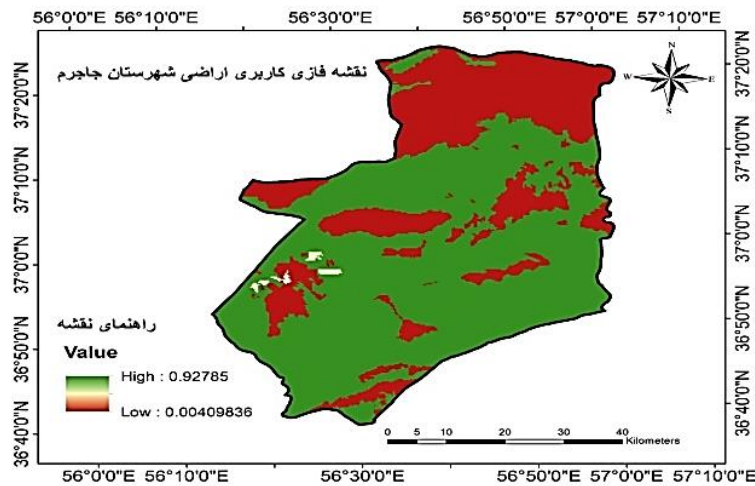 56°0'0"E 56°10'0"E 56°30'0"E 56°50'0"E 57°0'0"E 57°10'0"E
نقشه فازی کاربری اراضی شهرستان جاجرم
N
W E
S
37°20'0"N
37°10'0"N
37°0'0"N
36°50'0"N
36°40'0"N
37°20'0"N
37°10'0"N
37°0'0"N
36°50'0"N
36°40'0"N
راهنمای نقشه
Value
High : 0.92785
Low : 0.00409836
0 5 10 20 30 40
Kilometers
56°0'0"E 56°10'0"E 56°30'0"E 56°50'0"E 57°0'0"E 57°10'0"E